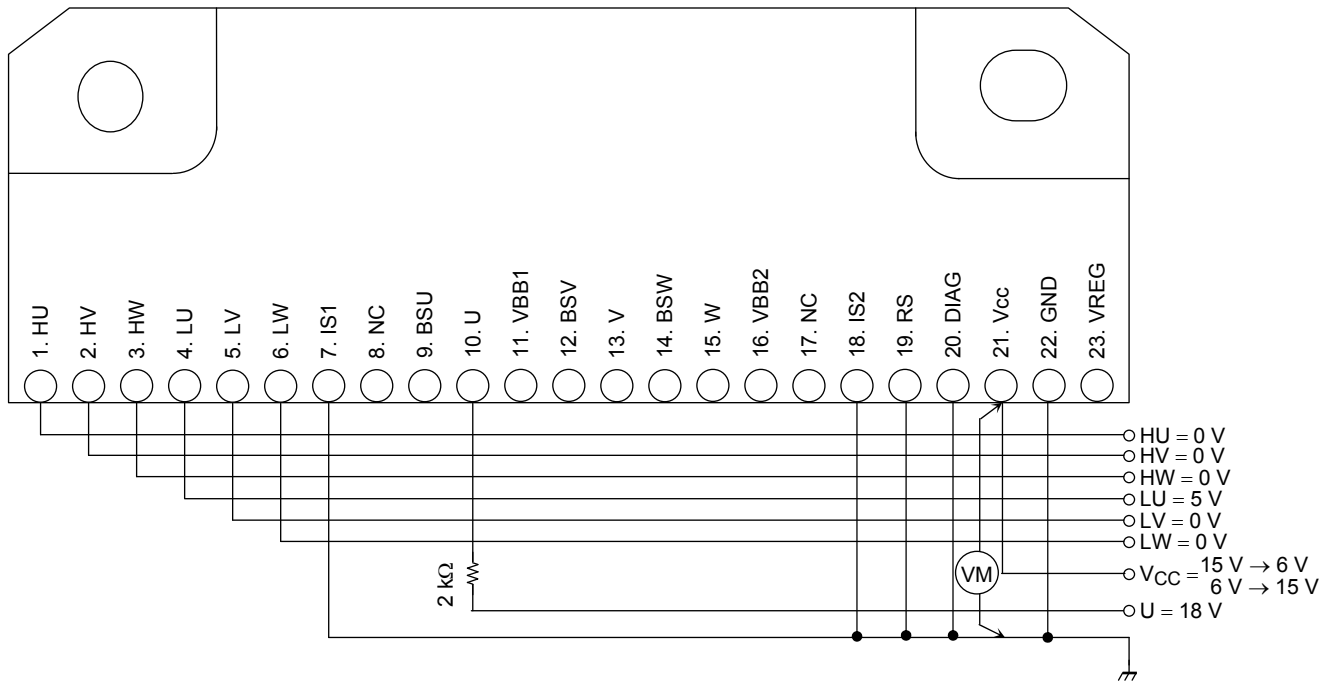 1. HU
2. HV
3. HW
4. LU
5. LV
6. LW
7. IS1
8. NC
9. BSU
10. U
11. VBB1
12. BSV
13. V
14. BSW
15. W
16. VBB2
17. NC
18. IS2
19. RS
20. DIAG
21. Vcc
22. GND
23. VREG
HU = 0 V
HV = 0 V
HW = 0 V
LU = 5 V
LV = 0 V
LW = 0 V
2 kΩ
VM
VCC = 15 V → 6 V
6 V → 15 V
U = 18 V